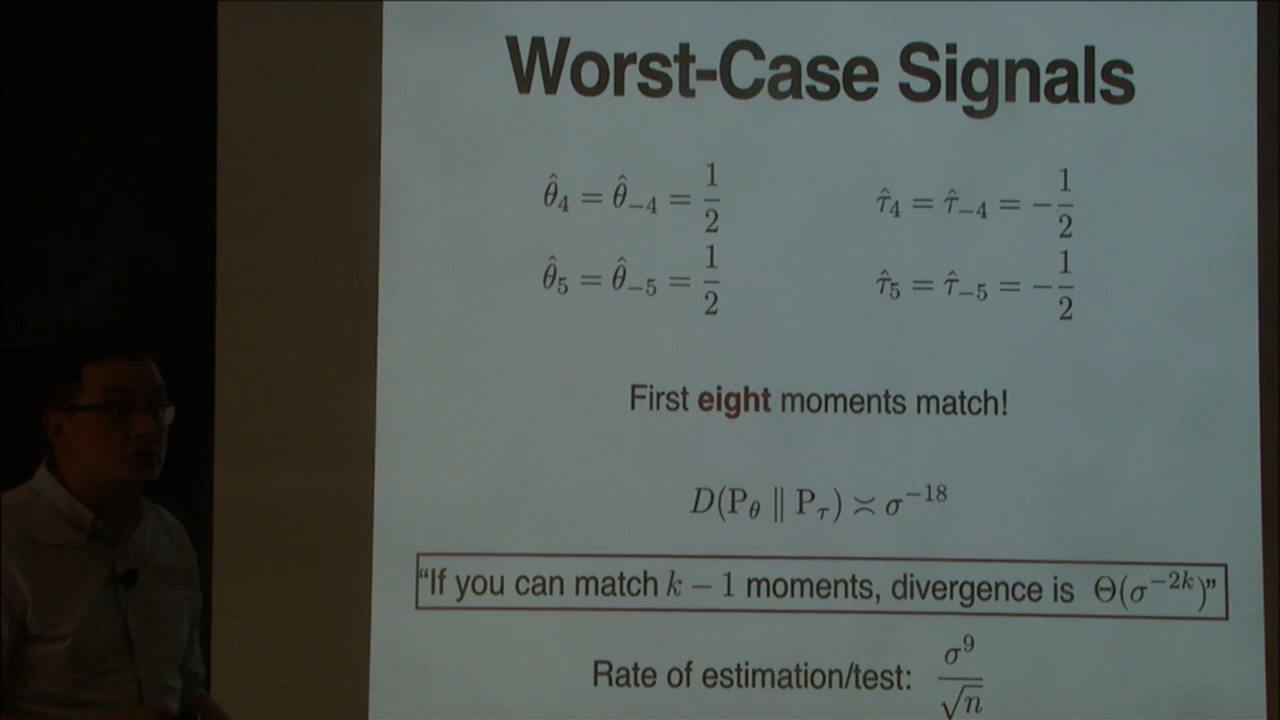 Worst-Case Signals
θ̂₄ = θ̂₋₄ = 1/2
τ̂₄ = τ̂₋₄ = −1/2
θ̂₅ = θ̂₋₅ = 1/2
τ̂₅ = τ̂₋₅ = −1/2
First eight moments match!
D(P_θ ∥ P_τ) ≍ σ⁻¹⁸
“If you can match k − 1 moments, divergence is Θ(σ⁻²ᵏ)”
Rate of estimation/test: σ⁹/√n